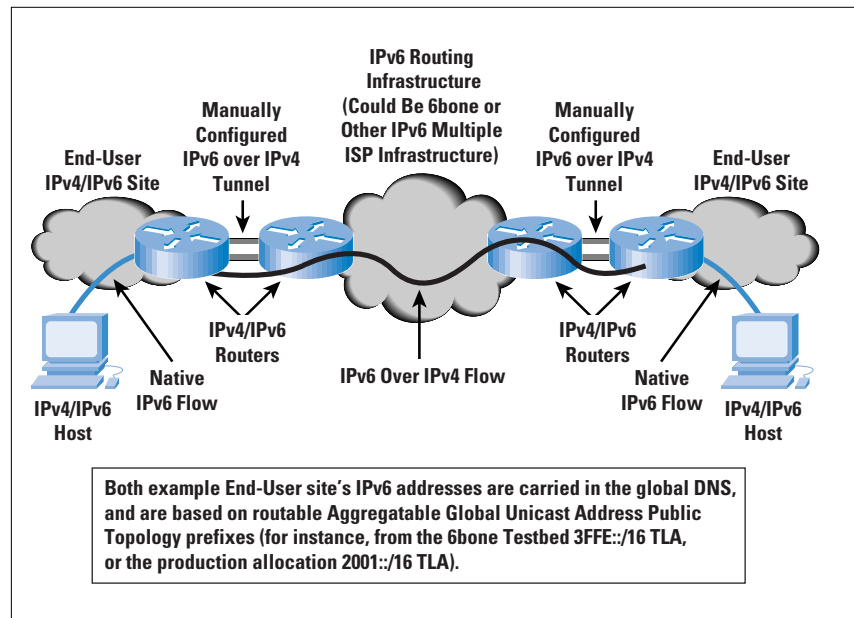 IPv6 Routing
Infrastructure
(Could Be 6bone or
Other IPv6 Multiple
ISP Infrastructure)
Manually
Configured
IPv6 over IPv4
Tunnel
Manually
Configured
IPv6 over IPv4
Tunnel
End-User
IPv4/IPv6 Site
End-User
IPv4/IPv6 Site
IPv4/IPv6
Routers
IPv4/IPv6
Routers
IPv6 Over IPv4 Flow
Native
IPv6 Flow
Native
IPv6 Flow
IPv4/IPv6
Host
IPv4/IPv6
Host
Both example End-User site's IPv6 addresses are carried in the global DNS,
and are based on routable Aggregatable Global Unicast Address Public
Topology prefixes (for instance, from the 6bone Testbed 3FFE::/16 TLA,
or the production allocation 2001::/16 TLA).